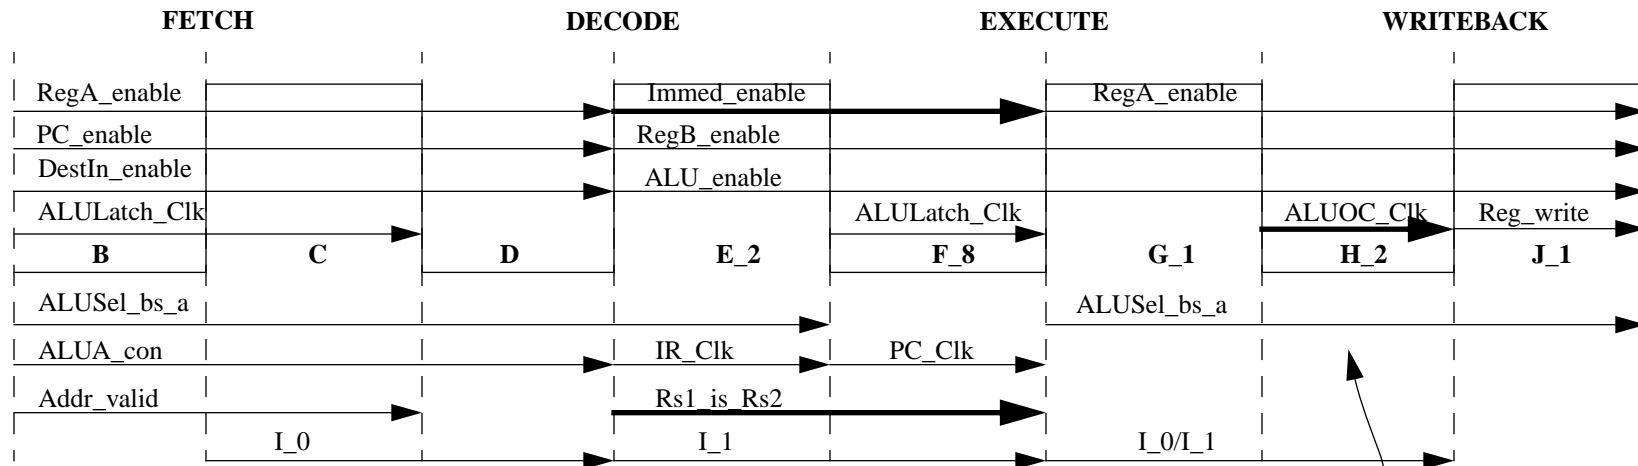 FETCH DECODE EXECUTE WRITEBACK
RegA_enable Immed_enable RegA_enable
PC_enable RegB_enable
DestIn_enable ALU_enable
ALULatch_Clk ALULatch_Clk ALUOC_Clk Reg_write
B C D E_2 F_8 G_1 H_2 J_1
ALUSel_bs_a ALUSel_bs_a
ALUA_con IR_Clk PC_Clk
Addr_valid Rs1_is_Rs2
I_0 I_1 I_0/I_1